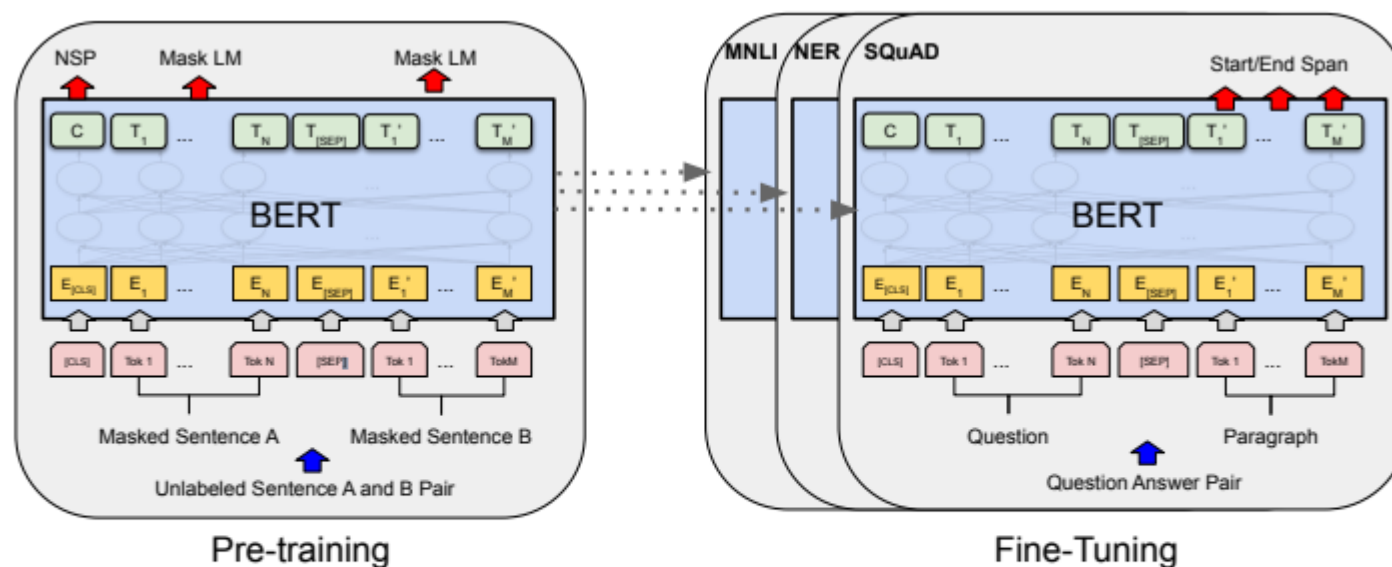 NSP Mask LM Mask LM
C T1 ... TN T[SEP] T1' ... TM'
...
BERT
...
E[CLS] E1 ... EN E[SEP] E1' ... EM'
[CLS] Tok 1 ... Tok N [SEP] Tok 1 ... TokM
Masked Sentence A Masked Sentence B
Unlabeled Sentence A and B Pair
Pre-training
MNLI NER SQuAD
Start/End Span
C T1 ... TN T[SEP] T1' ... TM'
...
BERT
...
E[CLS] E1 ... EN E[SEP] E1' ... EM'
[CLS] Tok 1 ... Tok N [SEP] Tok 1 ... TokM
Question Paragraph
Question Answer Pair
Fine-Tuning